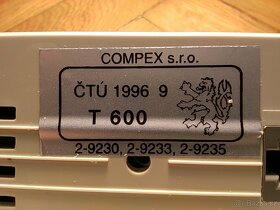 COMPEX s.r.o.
ČTÚ 1996 9
T 600
2-9230, 2-9233, 2-9235